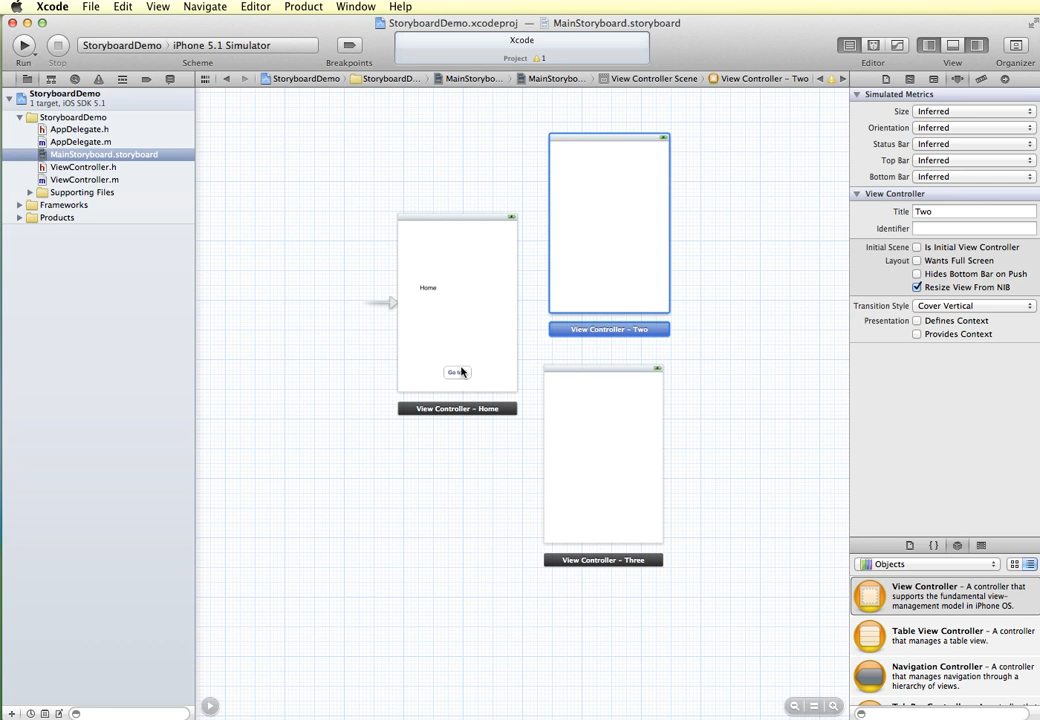 Xcode File Edit View Navigate Editor Product Window Help
StoryboardDemo.xcodeproj — MainStoryboard.storyboard
StoryboardDemo iPhone 5.1 Simulator
Xcode
Project 1
Run Stop Scheme Breakpoints Editor View Organizer
StoryboardDemo StoryboardD... MainStorybo... MainStorybo... View Controller Scene View Controller – Two
StoryboardDemo
1 target, iOS SDK 5.1
StoryboardDemo
AppDelegate.h
AppDelegate.m
MainStoryboard.storyboard
ViewController.h
ViewController.m
Supporting Files
Frameworks
Products
Home
View Controller – Home
View Controller – Two
View Controller – Three
Simulated Metrics
Size Inferred
Orientation Inferred
Status Bar Inferred
Top Bar Inferred
Bottom Bar Inferred
View Controller
Title Two
Identifier
Initial Scene Is Initial View Controller
Layout Wants Full Screen
Hides Bottom Bar on Push
Resize View From NIB
Transition Style Cover Vertical
Presentation Defines Context
Provides Context
Objects
View Controller – A controller that
supports the fundamental view-
management model in iPhone OS.
Table View Controller – A controller
that manages a table view.
Navigation Controller – A controller
that manages navigation through a
hierarchy of views.